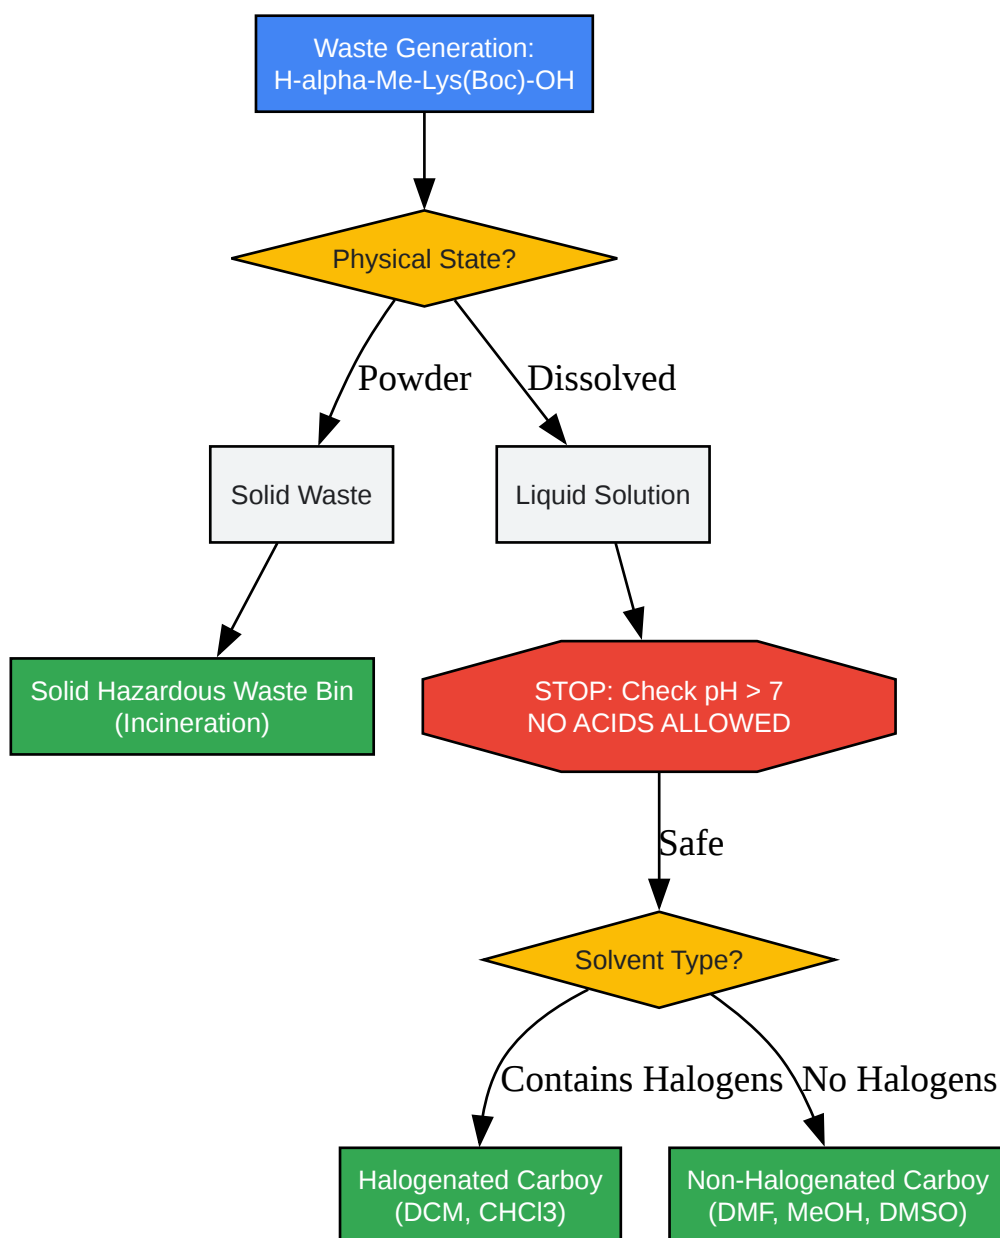 Waste Generation:
H-alpha-Me-Lys(Boc)-OH
Physical State?
Powder
Dissolved
Solid Waste
Liquid Solution
Solid Hazardous Waste Bin
(Incineration)
STOP: Check pH > 7
NO ACIDS ALLOWED
Safe
Solvent Type?
Contains Halogens
No Halogens
Halogenated Carboy
(DCM, CHCl3)
Non-Halogenated Carboy
(DMF, MeOH, DMSO)